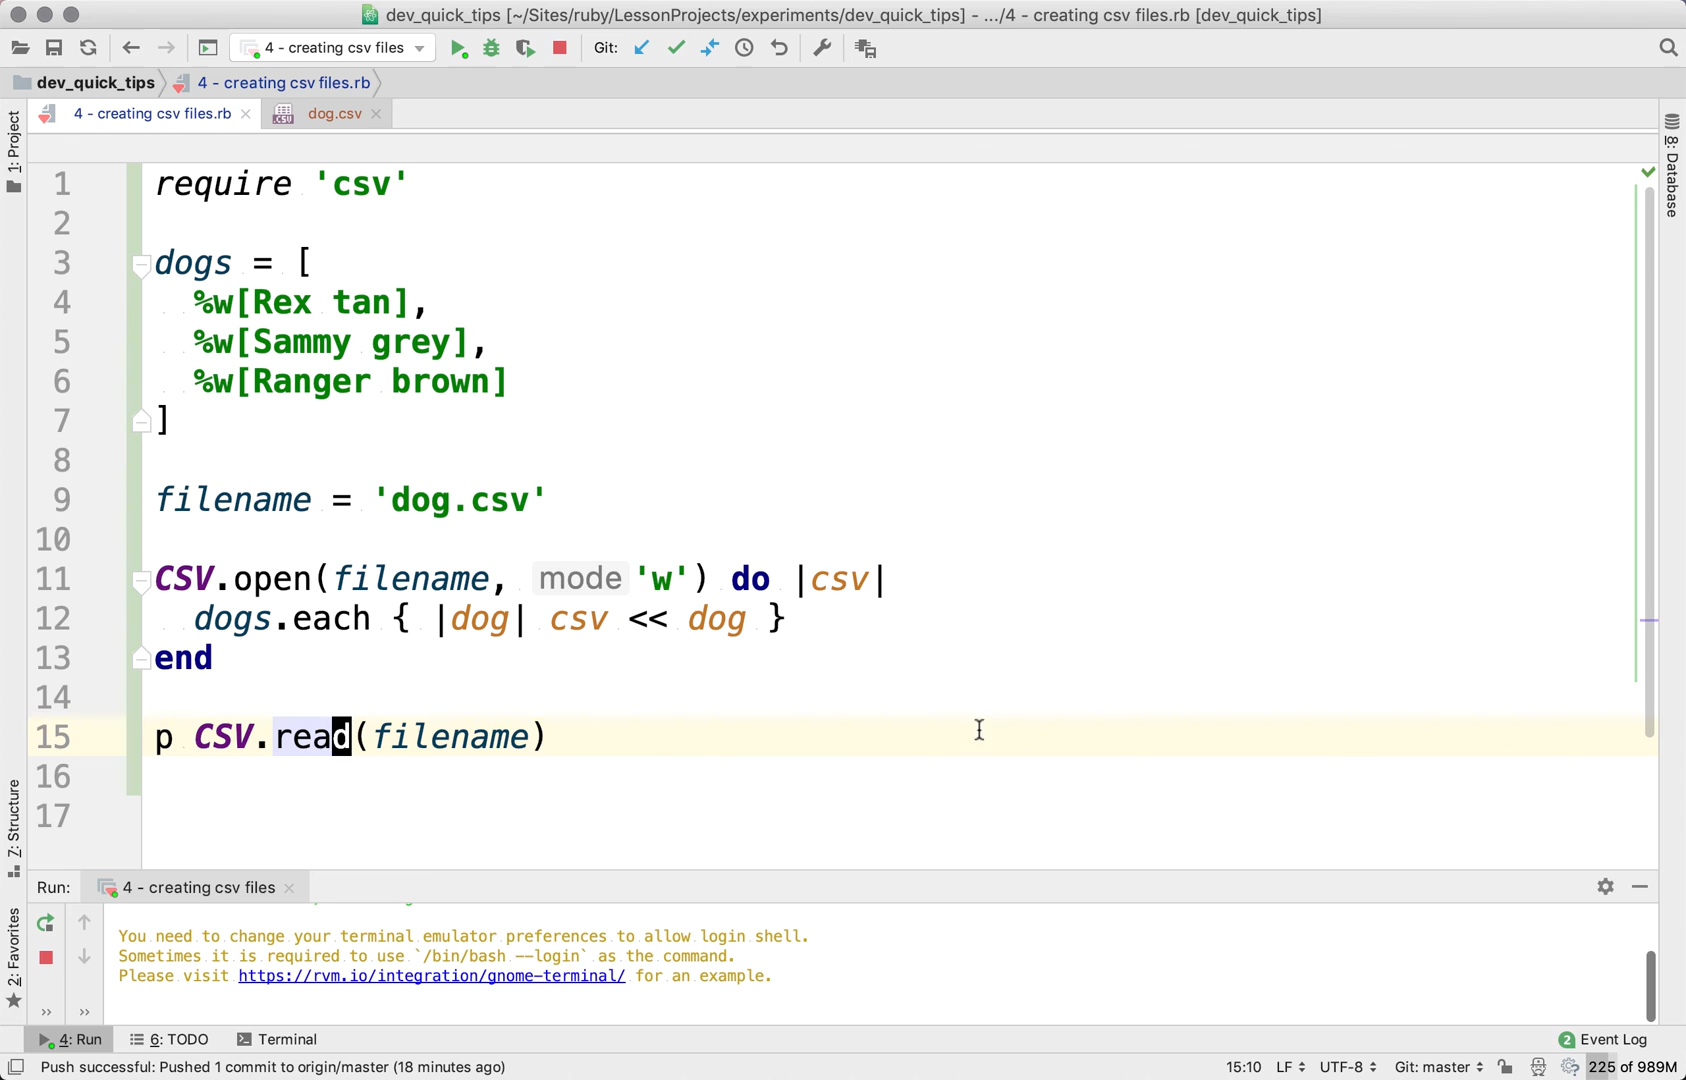 dev_quick_tips [~/Sites/ruby/LessonProjects/experiments/dev_quick_tips] - .../4 - creating csv files.rb [dev_quick_tips]
4 - creating csv files
Git:
dev_quick_tips
4 - creating csv files.rb
4 - creating csv files.rb
dog.csv
1: Project
8: Database
1 require 'csv'
2
3 dogs = [
4 %w[Rex tan],
5 %w[Sammy grey],
6 %w[Ranger brown]
7 ]
8
9 filename = 'dog.csv'
10
11 CSV.open(filename, mode 'w') do |csv|
12 dogs.each { |dog| csv << dog }
13 end
14
15 p CSV.read(filename)
16
17
7: Structure
2: Favorites
Run:
4 - creating csv files
You need to change your terminal emulator preferences to allow login shell.
Sometimes it is required to use `/bin/bash --login` as the command.
Please visit https://rvm.io/integration/gnome-terminal/ for an example.
4: Run
6: TODO
Terminal
2 Event Log
Push successful: Pushed 1 commit to origin/master (18 minutes ago)
15:10
LF
UTF-8
Git: master
225 of 989M